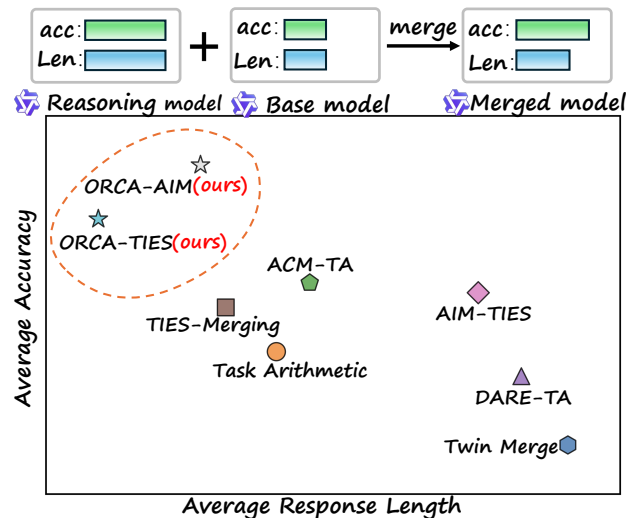 acc:
Len:
+
acc:
Len:
merge
acc:
Len:
Reasoning model
Base model
Merged model
ORCA-AIM(ours)
ORCA-TIES(ours)
ACM-TA
TIES-Merging
AIM-TIES
Task Arithmetic
DARE-TA
Twin Merge
Average Accuracy
Average Response Length